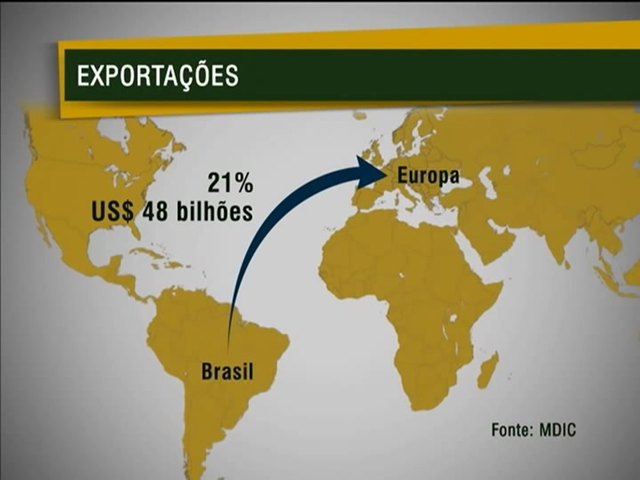 EXPORTAÇÕES
21%
US$ 48 bilhões
Europa
Brasil
Fonte: MDIC